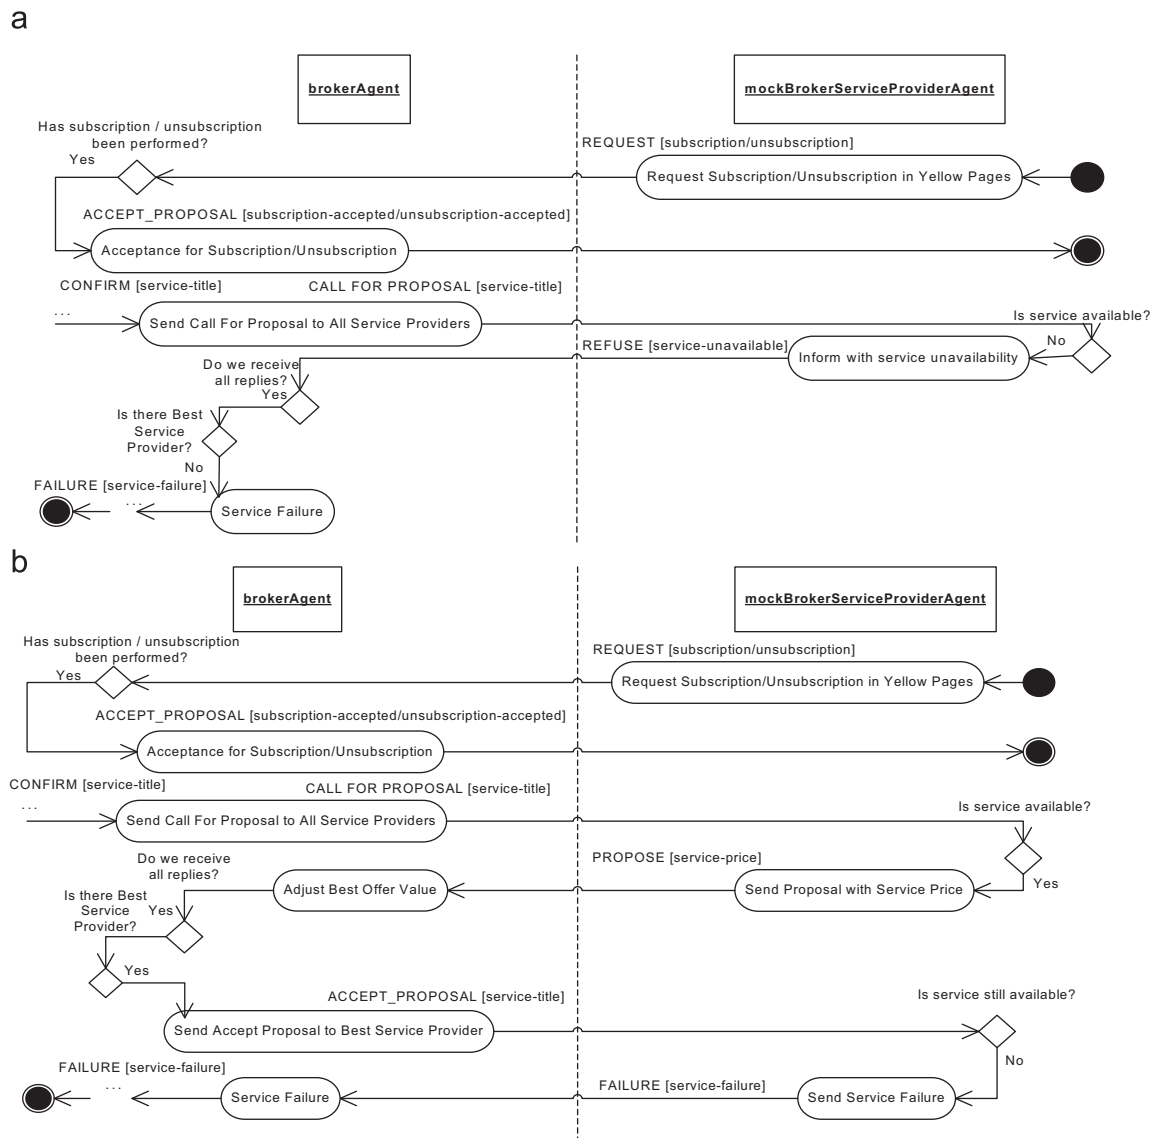 a
brokerAgent
mockBrokerServiceProviderAgent
Has subscription / unsubscription
been performed?
Yes
REQUEST [subscription/unsubscription]
Request Subscription/Unsubscription in Yellow Pages
ACCEPT_PROPOSAL [subscription-accepted/unsubscription-accepted]
Acceptance for Subscription/Unsubscription
CONFIRM [service-title]
CALL FOR PROPOSAL [service-title]
...
Send Call For Proposal to All Service Providers
Is service available?
No
REFUSE [service-unavailable]
Inform with service unavailability
Do we receive
all replies?
Yes
Is there Best
Service
Provider?
No
FAILURE [service-failure]
...
Service Failure
b
brokerAgent
mockBrokerServiceProviderAgent
Has subscription / unsubscription
been performed?
Yes
REQUEST [subscription/unsubscription]
Request Subscription/Unsubscription in Yellow Pages
ACCEPT_PROPOSAL [subscription-accepted/unsubscription-accepted]
Acceptance for Subscription/Unsubscription
CONFIRM [service-title]
CALL FOR PROPOSAL [service-title]
...
Send Call For Proposal to All Service Providers
Is service available?
Yes
PROPOSE [service-price]
Send Proposal with Service Price
Adjust Best Offer Value
Do we receive
all replies?
Yes
Is there Best
Service
Provider?
Yes
ACCEPT_PROPOSAL [service-title]
Send Accept Proposal to Best Service Provider
Is service still available?
No
FAILURE [service-failure]
Send Service Failure
Service Failure
FAILURE [service-failure]
...